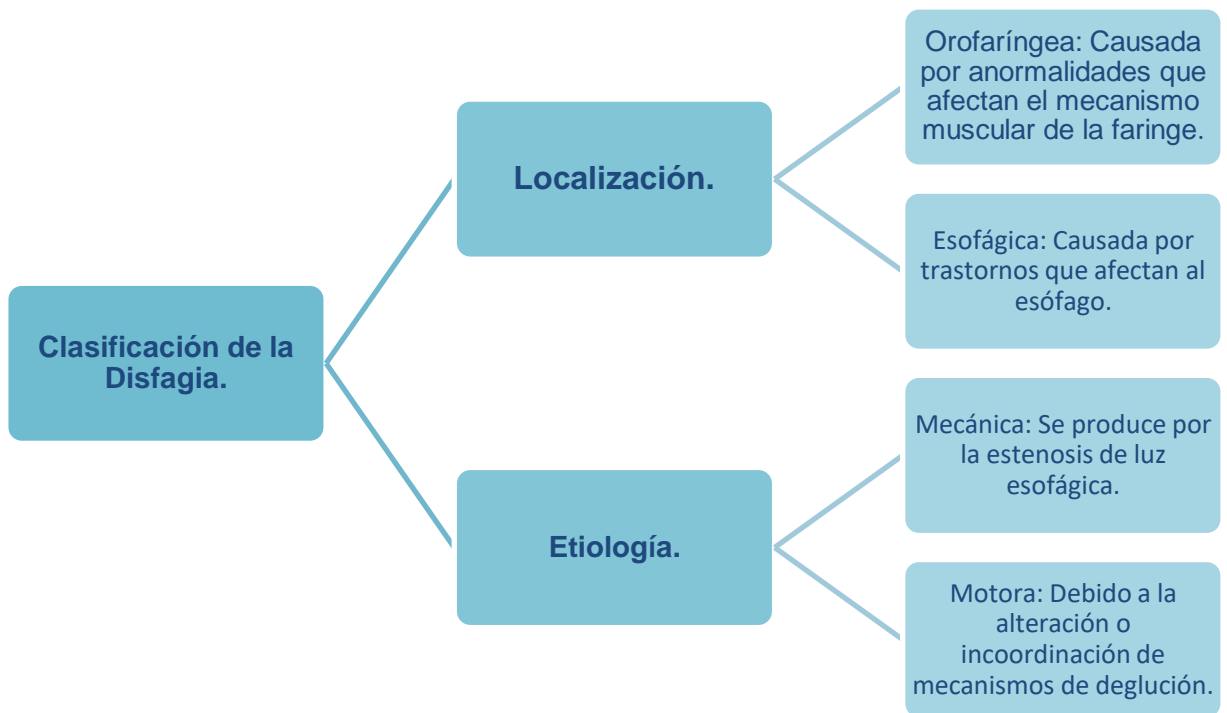 Clasificación de la
Disfagia.
Localización.
Orofaríngea: Causada
por anormalidades que
afectan el mecanismo
muscular de la faringe.
Esofágica: Causada por
trastornos que afectan al
esófago.
Etiología.
Mecánica: Se produce por
la estenosis de luz
esofágica.
Motora: Debido a la
alteración o
incoordinación de
mecanismos de deglución.